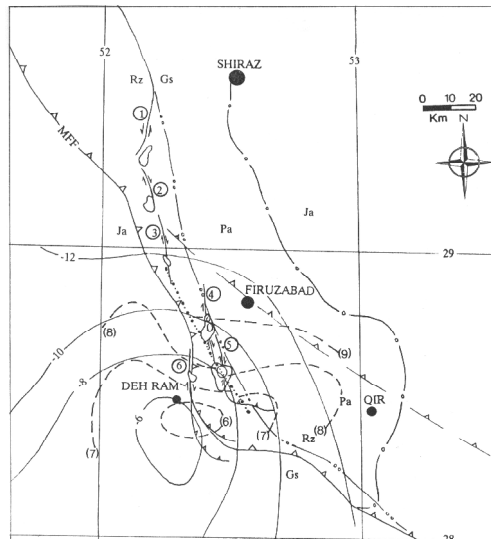 52
53
SHIRAZ
Rz
Gs
0 10 20
Km N
1
MFF
2
Ja
3
Pa
Ja
29
-12
4
FIRUZABAD
(8)
5
(9)
-10
6
-8
DEH RAM
Pa
QIR
-6
(6)
(7)
(8)
(7)
Rz
Gs
28